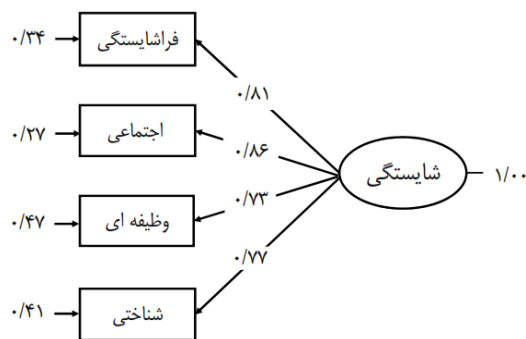 ۰/۳۴
فراشایستگی
۰/۸۱
۰/۲۷
اجتماعی
۰/۸۶
شایستگی
۱/۰۰
۰/۴۷
وظیفه ای
۰/۷۳
۰/۷۷
۰/۴۱
شناختی